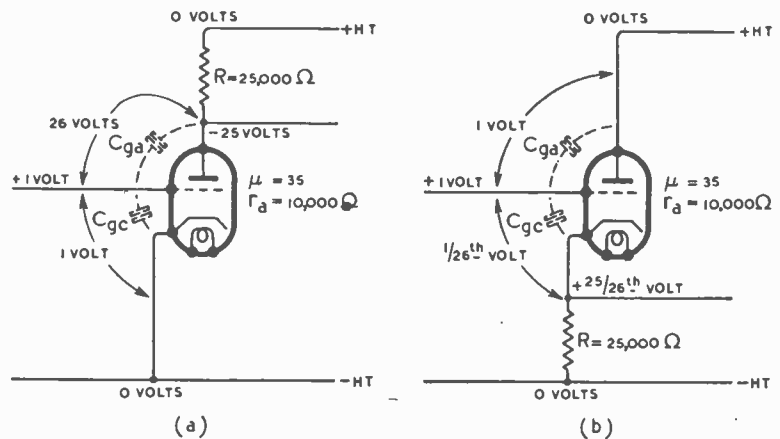 0 VOLTS
+HT
R = 25,000 Ω
26 VOLTS
-25 VOLTS
Cga
+1 VOLT
μ = 35
ra = 10,000 Ω
Cgc
1 VOLT
0 VOLTS
-HT
(a)
0 VOLTS
+HT
1 VOLT
Cga
+1 VOLT
μ = 35
ra = 10,000Ω
Cgc
1/26th VOLT
+25/26th VOLT
R = 25,000 Ω
0 VOLTS
-HT
(b)